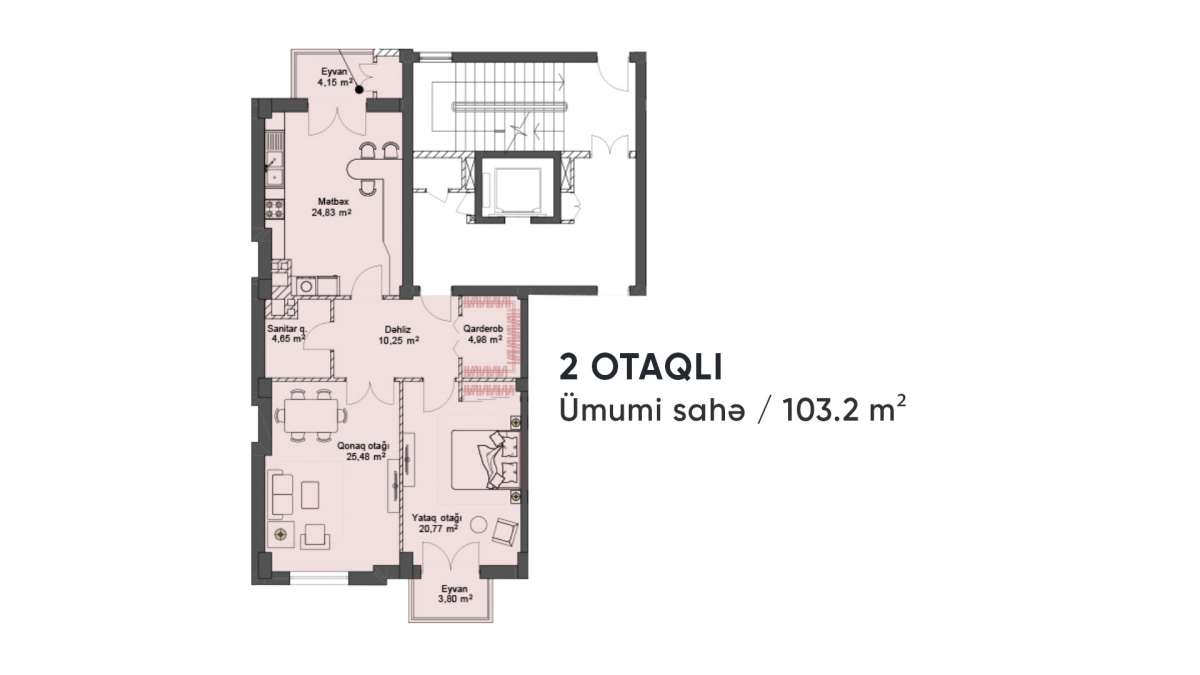 Eyvan
4,15 m²
Mətbəx
24,83 m²
Sanitar q.
4,65 m²
Dəhliz
10,25 m²
Qarderob
4,98 m²
2 OTAQLI
Ümumi sahə / 103.2 m²
Qonaq otağı
25,48 m²
Yataq otağı
20,77 m²
Eyvan
3,80 m²